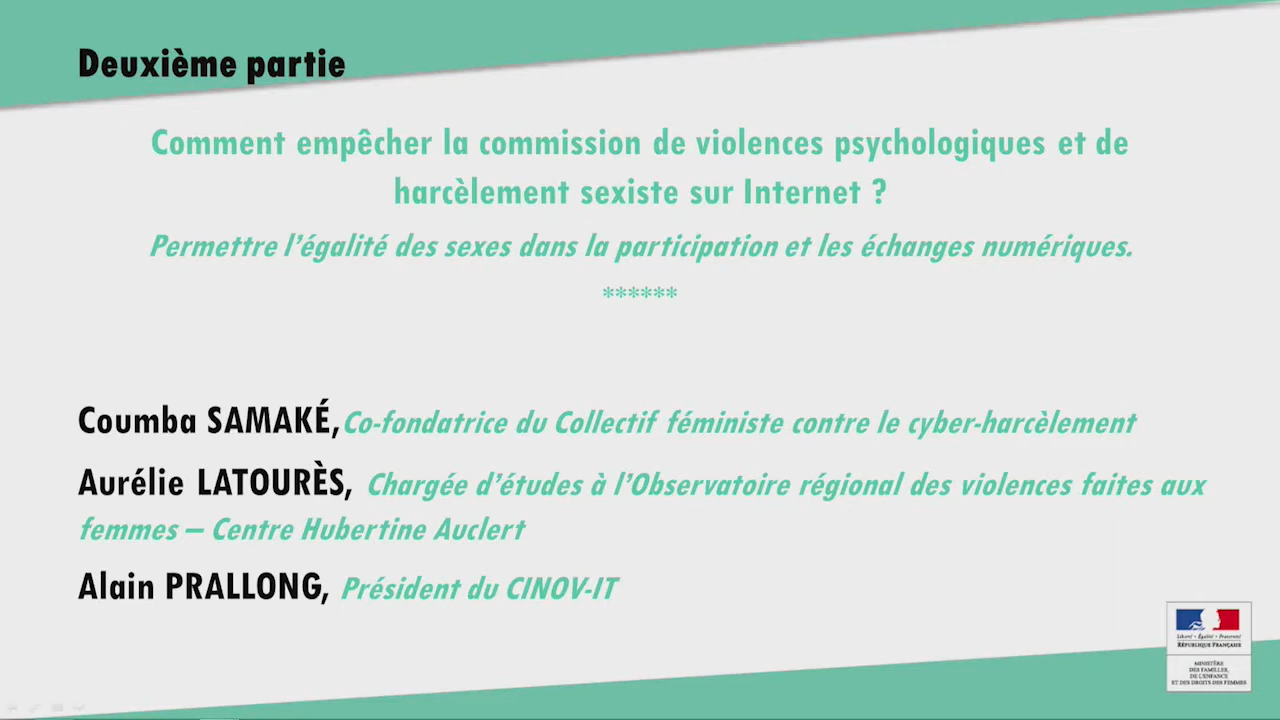 Deuxième partie
Comment empêcher la commission de violences psychologiques et de
harcèlement sexiste sur Internet ?
Permettre l’égalité des sexes dans la participation et les échanges numériques.
******
Coumba SAMAKÉ, Co-fondatrice du Collectif féministe contre le cyber-harcèlement
Aurélie LATOURÈS, Chargée d’études à l’Observatoire régional des violences faites aux
femmes – Centre Hubertine Auclert
Alain PRALLONG, Président du CINOV-IT
Liberté • Égalité • Fraternité
RÉPUBLIQUE FRANÇAISE
MINISTÈRE
DES FAMILLES,
DE L'ENFANCE
ET DES DROITS DES FEMMES